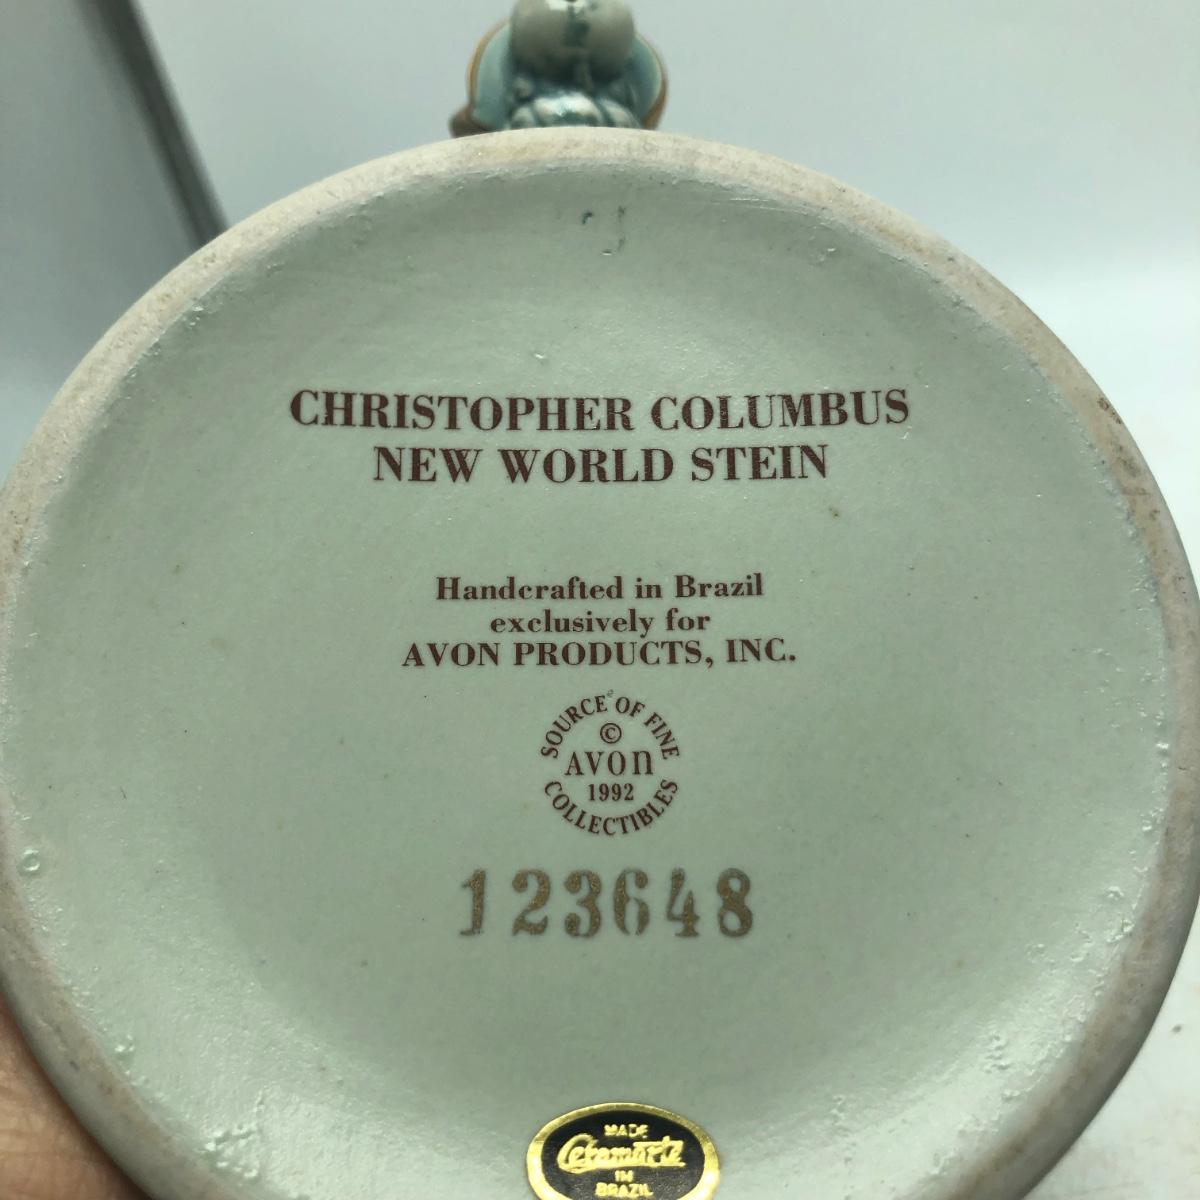 CHRISTOPHER COLUMBUS
NEW WORLD STEIN
Handcrafted in Brazil
exclusively for
AVON PRODUCTS, INC.
SOURCE OF FINE
©
AVON
1992
COLLECTIBLES
123648
MADE
Ceramarte
IN
BRAZIL